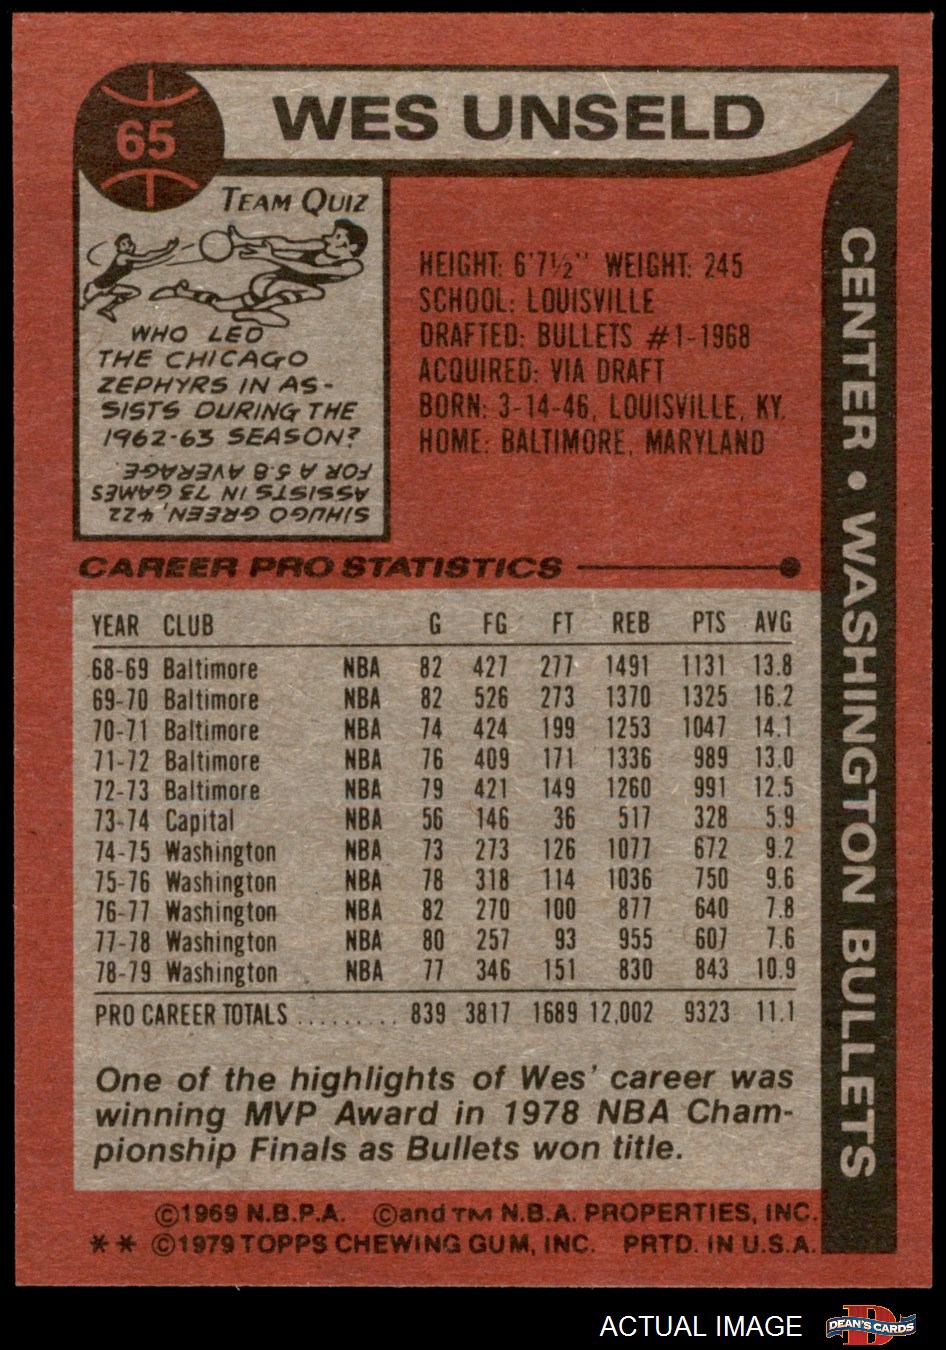 65
WES UNSELD
TEAM QUIZ
WHO LED
THE CHICAGO
ZEPHYRS IN AS-
SISTS DURING THE
1962-63 SEASON?
SIHUGO GREEN, 422
ASSISTS IN 73 GAMES
FOR A 5.8 AVERAGE.
HEIGHT: 6'7½" WEIGHT: 245
SCHOOL: LOUISVILLE
DRAFTED: BULLETS #1-1968
ACQUIRED: VIA DRAFT
BORN: 3-14-46, LOUISVILLE, KY.
HOME: BALTIMORE, MARYLAND
CENTER • WASHINGTON BULLETS
CAREER PRO STATISTICS
YEAR CLUB G FG FT REB PTS AVG
68-69 Baltimore NBA 82 427 277 1491 1131 13.8
69-70 Baltimore NBA 82 526 273 1370 1325 16.2
70-71 Baltimore NBA 74 424 199 1253 1047 14.1
71-72 Baltimore NBA 76 409 171 1336 989 13.0
72-73 Baltimore NBA 79 421 149 1260 991 12.5
73-74 Capital NBA 56 146 36 517 328 5.9
74-75 Washington NBA 73 273 126 1077 672 9.2
75-76 Washington NBA 78 318 114 1036 750 9.6
76-77 Washington NBA 82 270 100 877 640 7.8
77-78 Washington NBA 80 257 93 955 607 7.6
78-79 Washington NBA 77 346 151 830 843 10.9
PRO CAREER TOTALS ......... 839 3817 1689 12,002 9323 11.1
One of the highlights of Wes' career was
winning MVP Award in 1978 NBA Cham-
pionship Finals as Bullets won title.
©1969 N.B.P.A. ©and TM N.B.A. PROPERTIES, INC.
** ©1979 TOPPS CHEWING GUM, INC. PRTD. IN U.S.A.
ACTUAL IMAGE
DEAN'S CARDS